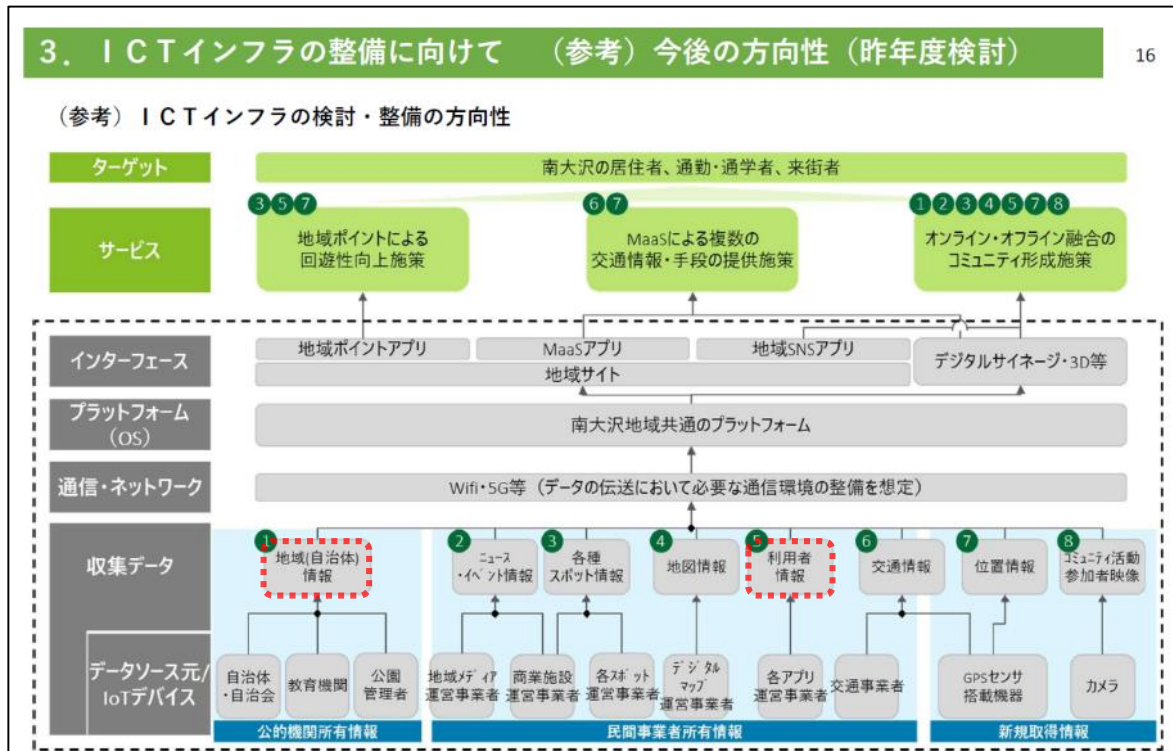 3．ICTインフラの整備に向けて　（参考）今後の方向性（昨年度検討）
16
（参考）ICTインフラの検討・整備の方向性
ターゲット
南大沢の居住者、通勤・通学者、来街者
サービス
3 5 7
地域ポイントによる
回遊性向上施策
6 7
MaaSによる複数の
交通情報・手段の提供施策
1 2 3 4 5 7 8
オンライン・オフライン融合の
コミュニティ形成施策
インターフェース
地域ポイントアプリ
MaaSアプリ
地域SNSアプリ
地域サイト
デジタルサイネージ・3D等
プラットフォーム
（OS）
南大沢地域共通のプラットフォーム
通信・ネットワーク
Wifi・5G等（データの伝送において必要な通信環境の整備を想定）
収集データ
1
地域(自治体)
情報
2
ニュース
・イベント情報
3
各種
スポット情報
4
地図情報
5
利用者
情報
6
交通情報
7
位置情報
8
コミュニティ活動
参加者映像
データソース元/
IoTデバイス
自治体
・自治会
教育機関
公園
管理者
地域メディア
運営事業者
商業施設
運営事業者
各スポット
運営事業者
デジタル
マップ
運営事業者
各アプリ
運営事業者
交通事業者
GPSセンサ
搭載機器
カメラ
公的機関所有情報
民間事業者所有情報
新規取得情報